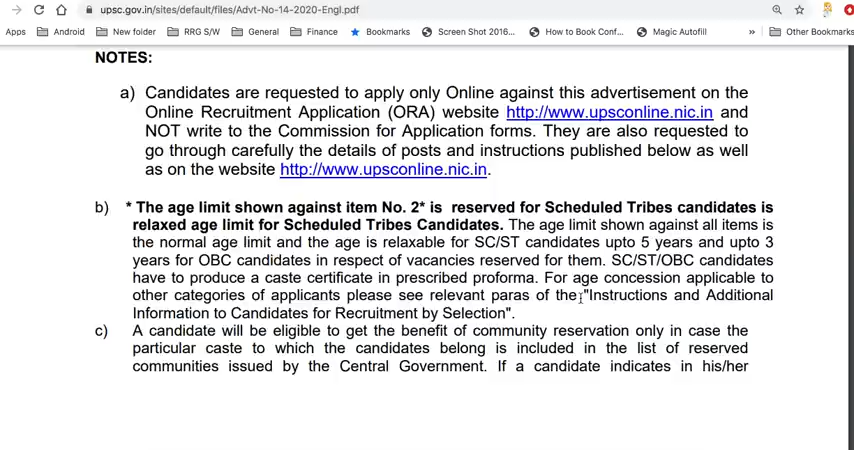 upsc.gov.in/sites/default/files/Advt-No-14-2020-Engl.pdf
Apps Android New folder RRG S/W General Finance Bookmarks Screen Shot 2016... How to Book Conf... Magic Autofill » Other Bookmarks
NOTES:
a) Candidates are requested to apply only Online against this advertisement on the
Online Recruitment Application (ORA) website http://www.upsconline.nic.in and
NOT write to the Commission for Application forms. They are also requested to
go through carefully the details of posts and instructions published below as well
as on the website http://www.upsconline.nic.in.
b) * The age limit shown against item No. 2* is reserved for Scheduled Tribes candidates is
relaxed age limit for Scheduled Tribes Candidates. The age limit shown against all items is
the normal age limit and the age is relaxable for SC/ST candidates upto 5 years and upto 3
years for OBC candidates in respect of vacancies reserved for them. SC/ST/OBC candidates
have to produce a caste certificate in prescribed proforma. For age concession applicable to
other categories of applicants please see relevant paras of the "Instructions and Additional
Information to Candidates for Recruitment by Selection".
c) A candidate will be eligible to get the benefit of community reservation only in case the
particular caste to which the candidates belong is included in the list of reserved
communities issued by the Central Government. If a candidate indicates in his/her